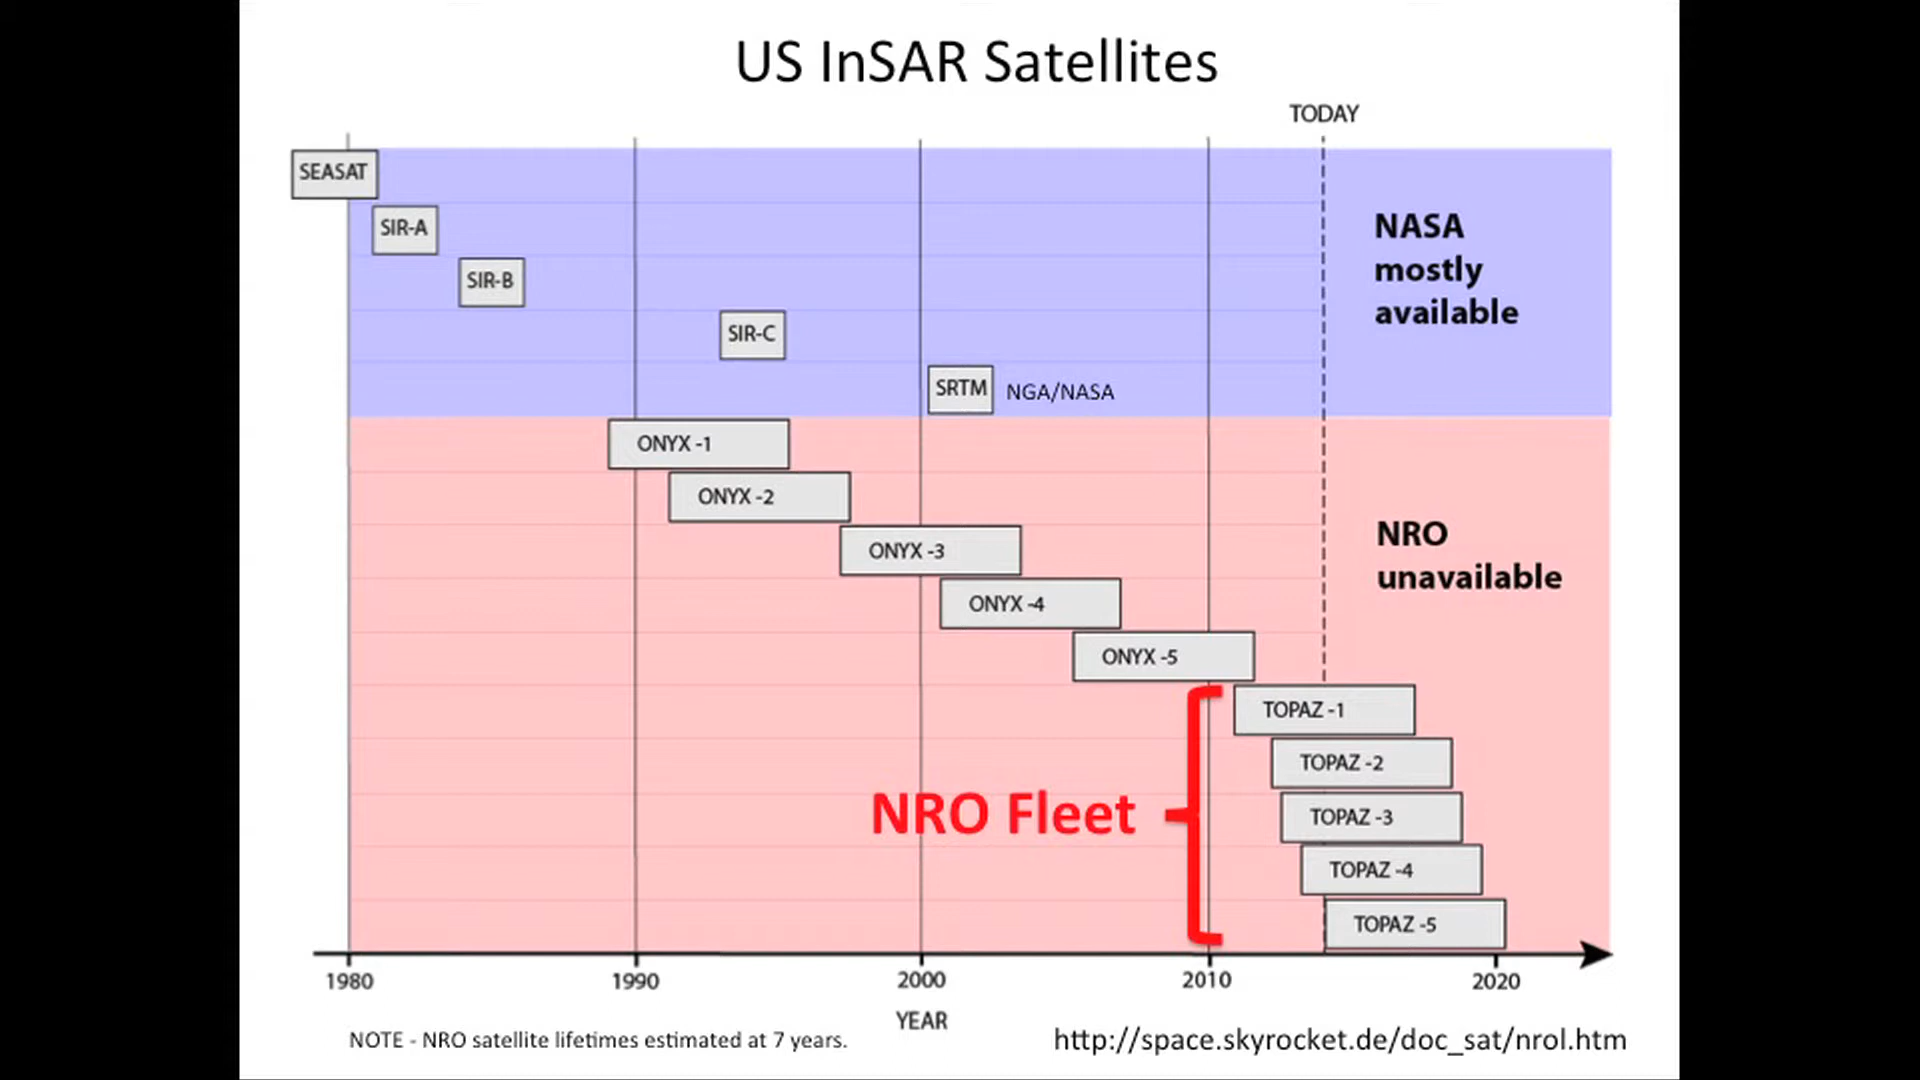 US InSAR Satellites
TODAY
SEASAT
SIR-A
SIR-B
SIR-C
SRTM
NGA/NASA
NASA
mostly
available
ONYX -1
ONYX -2
ONYX -3
ONYX -4
ONYX -5
NRO
unavailable
TOPAZ -1
TOPAZ -2
TOPAZ -3
TOPAZ -4
TOPAZ -5
NRO Fleet
1980
1990
2000
2010
2020
YEAR
NOTE - NRO satellite lifetimes estimated at 7 years.
http://space.skyrocket.de/doc_sat/nrol.htm